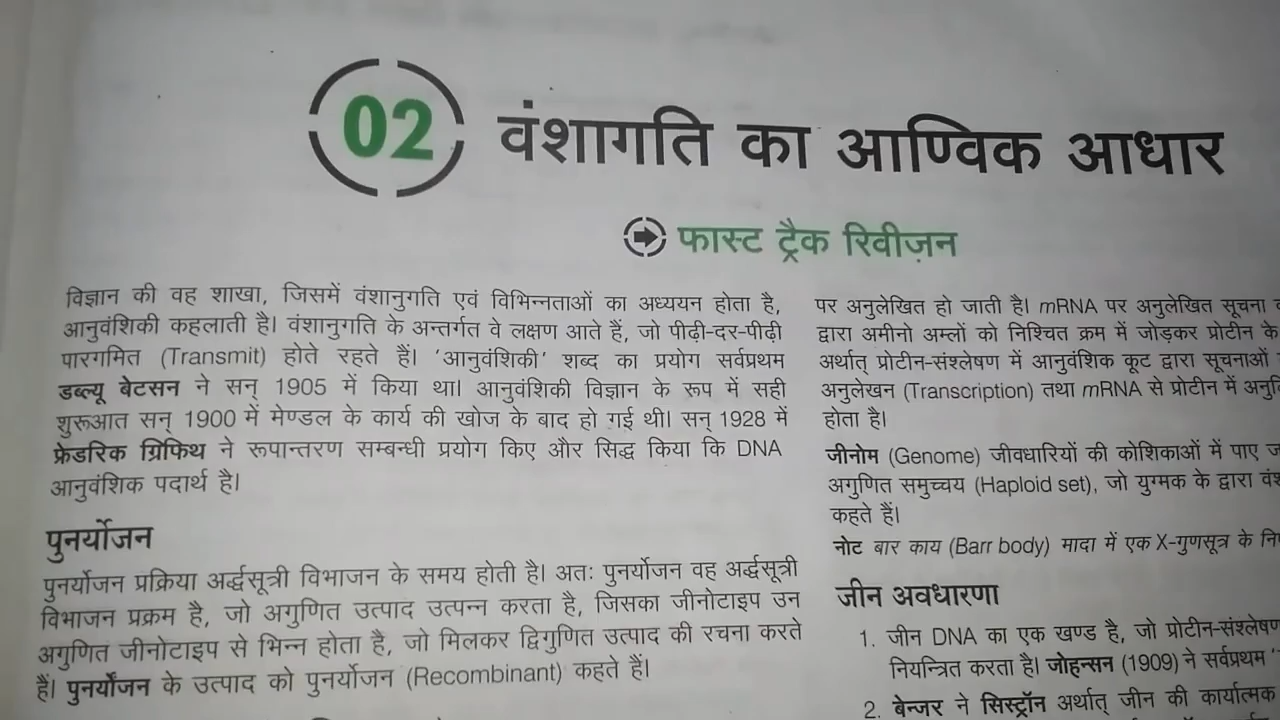 02
वंशागति का आण्विक आधार
फास्ट ट्रैक रिवीज़न
विज्ञान की वह शाखा, जिसमें वंशानुगति एवं विभिन्नताओं का अध्ययन होता है,
आनुवंशिकी कहलाती है। वंशानुगति के अन्तर्गत वे लक्षण आते हैं, जो पीढ़ी-दर-पीढ़ी
पारगमित (Transmit) होते रहते हैं। 'आनुवंशिकी' शब्द का प्रयोग सर्वप्रथम
डब्ल्यू बेटसन ने सन् 1905 में किया था। आनुवंशिकी विज्ञान के रूप में सही
शुरूआत सन् 1900 में मेण्डल के कार्य की खोज के बाद हो गई थी। सन् 1928 में
फ्रेडरिक ग्रिफिथ ने रूपान्तरण सम्बन्धी प्रयोग किए और सिद्ध किया कि DNA
आनुवंशिक पदार्थ है।
पुनर्योजन
पुनर्योजन प्रक्रिया अर्द्धसूत्री विभाजन के समय होती है। अतः पुनर्योजन वह अर्द्धसूत्री
विभाजन प्रक्रम है, जो अगुणित उत्पाद उत्पन्न करता है, जिसका जीनोटाइप उन
अगुणित जीनोटाइप से भिन्न होता है, जो मिलकर द्विगुणित उत्पाद की रचना करते
हैं। पुनर्योजन के उत्पाद को पुनर्योजन (Recombinant) कहते हैं।
पर अनुलेखित हो जाती है। mRNA पर अनुलेखित सूचना
द्वारा अमीनो अम्लों को निश्चित क्रम में जोड़कर प्रोटीन के
अर्थात् प्रोटीन-संश्लेषण में आनुवंशिक कूट द्वारा सूचनाओं
अनुलेखन (Transcription) तथा mRNA से प्रोटीन में
होता है।
जीनोम (Genome) जीवधारियों की कोशिकाओं में पाए
अगुणित समुच्चय (Haploid set), जो युग्मक के द्वारा
कहते हैं।
नोट बार काय (Barr body) मादा में एक X-गुणसूत्र के
जीन अवधारणा
1. जीन DNA का एक खण्ड है, जो प्रोटीन-संश्लेषण
नियन्त्रित करता है। जोहन्सन (1909) ने सर्वप्रथम
2. बेन्जर ने सिस्ट्रॉन अर्थात् जीन की कार्यात्मक